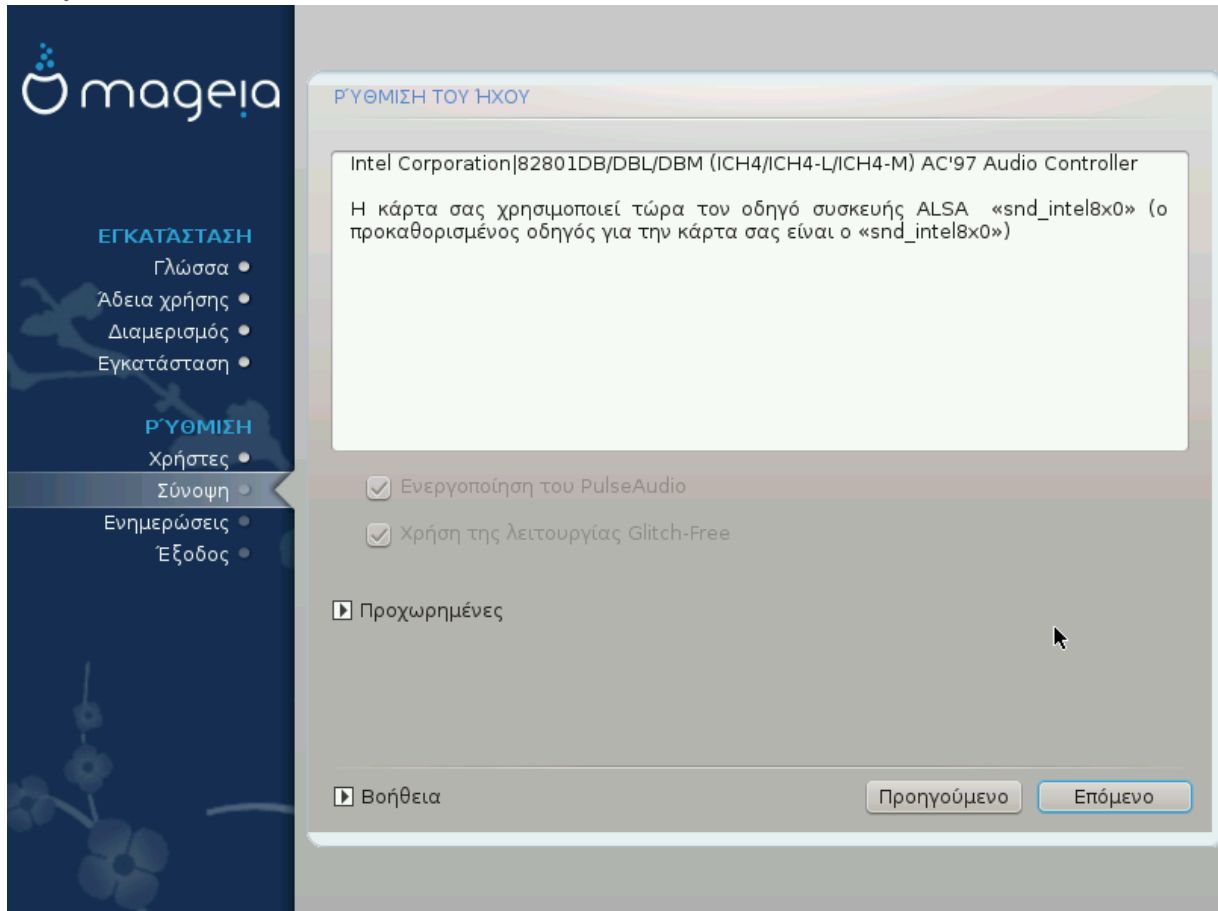 mageia
ΕΓΚΑΤΆΣΤΑΣΗ
Γλώσσα
Άδεια χρήσης
Διαμερισμός
Εγκατάσταση
ΡΎΘΜΙΣΗ
Χρήστες
Σύνοψη
Ενημερώσεις
Έξοδος
ΡΎΘΜΙΣΗ ΤΟΥ ΉΧΟΥ
Intel Corporation|82801DB/DBL/DBM (ICH4/ICH4-L/ICH4-M) AC'97 Audio Controller
Η κάρτα σας χρησιμοποιεί τώρα τον οδηγό συσκευής ALSA «snd_intel8x0» (ο
προκαθορισμένος οδηγός για την κάρτα σας είναι ο «snd_intel8x0»)
Ενεργοποίηση του PulseAudio
Χρήση της λειτουργίας Glitch-Free
Προχωρημένες
Βοήθεια
Προηγούμενο
Επόμενο